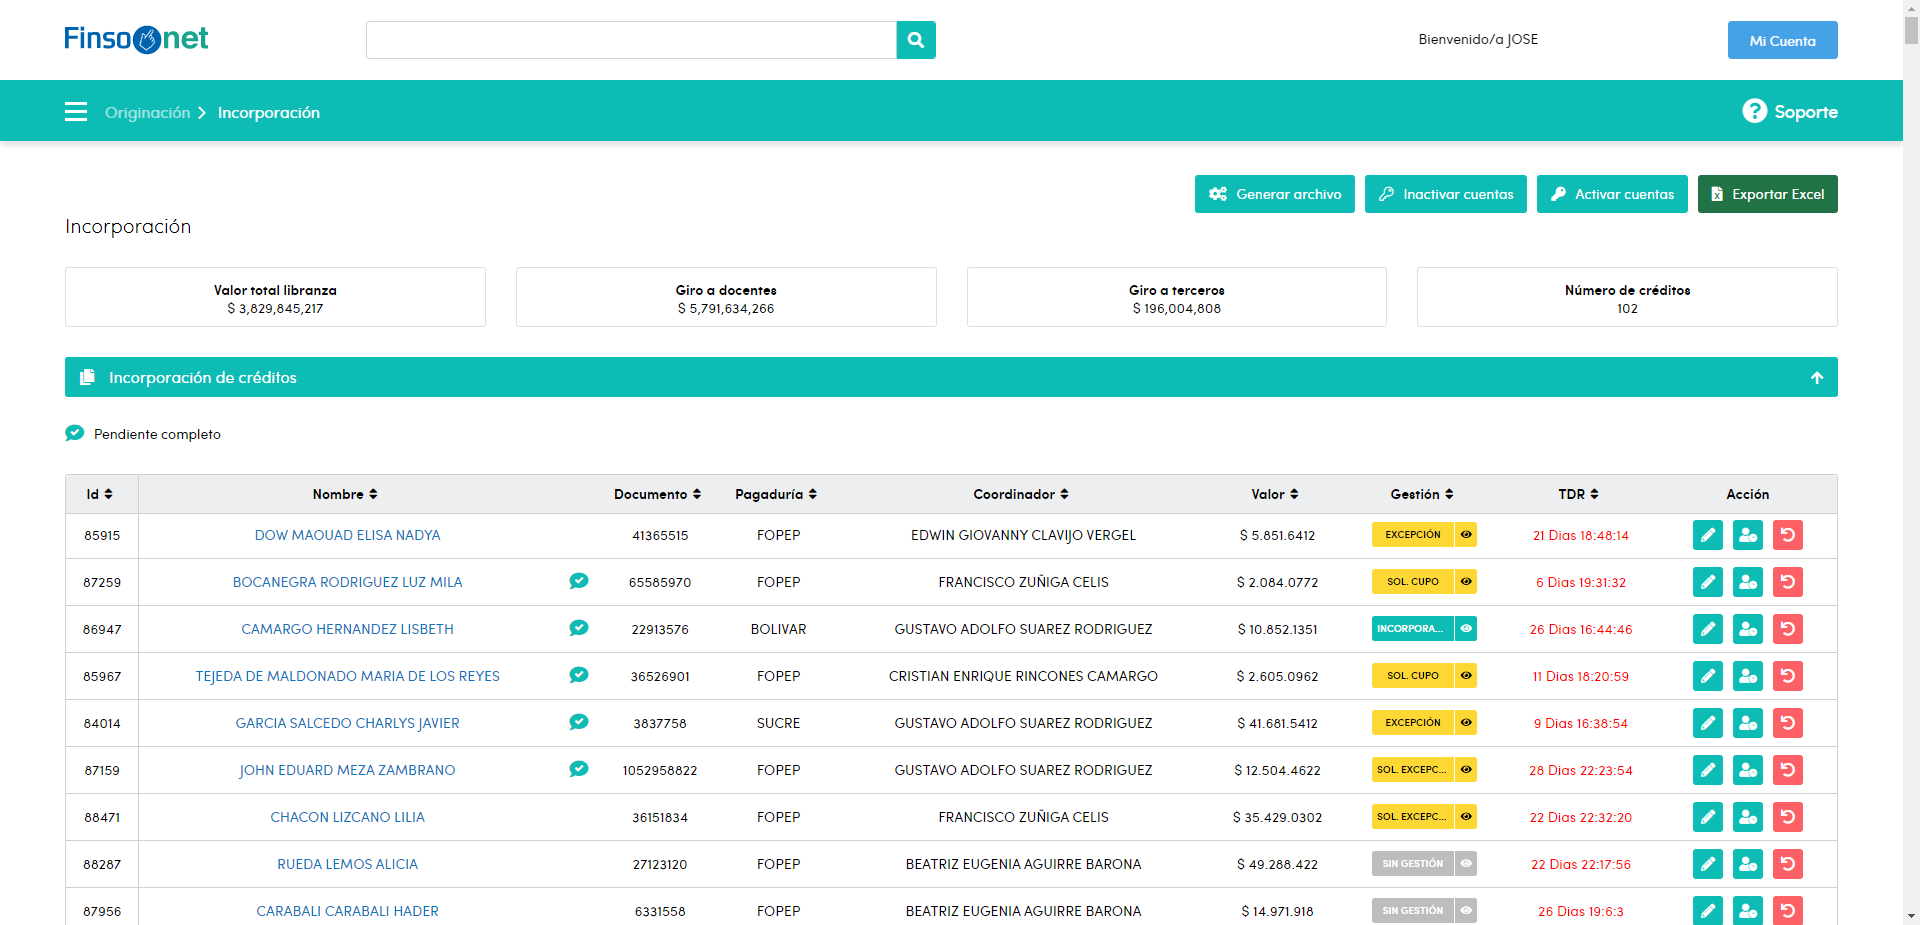 Finsonet
Bienvenido/a JOSE
Mi Cuenta
Originación > Incorporación
? Soporte
Generar archivo
Inactivar cuentas
Activar cuentas
Exportar Excel
Incorporación
Valor total libranza
$ 3,829,845,217
Giro a docentes
$ 5,791,634,266
Giro a terceros
$ 196,004,808
Número de créditos
102
Incorporación de créditos
Pendiente completo
Id Nombre Documento Pagaduría Coordinador Valor Gestión TDR Acción
85915 DOW MAOUAD ELISA NADYA 41365515 FOPEP EDWIN GIOVANNY CLAVIJO VERGEL $ 5.851.6412 EXCEPCIÓN 21 Dias 18:48:14
87259 BOCANEGRA RODRIGUEZ LUZ MILA 65585970 FOPEP FRANCISCO ZUÑIGA CELIS $ 2.084.0772 SOL. CUPO 6 Dias 19:31:32
86947 CAMARGO HERNANDEZ LISBETH 22913576 BOLIVAR GUSTAVO ADOLFO SUAREZ RODRIGUEZ $ 10.852.1351 INCORPORA... 26 Dias 16:44:46
85967 TEJEDA DE MALDONADO MARIA DE LOS REYES 36526901 FOPEP CRISTIAN ENRIQUE RINCONES CAMARGO $ 2.605.0962 SOL. CUPO 11 Dias 18:20:59
84014 GARCIA SALCEDO CHARLYS JAVIER 3837758 SUCRE GUSTAVO ADOLFO SUAREZ RODRIGUEZ $ 41.681.5412 EXCEPCIÓN 9 Dias 16:38:54
87159 JOHN EDUARD MEZA ZAMBRANO 1052958822 FOPEP GUSTAVO ADOLFO SUAREZ RODRIGUEZ $ 12.504.4622 SOL. EXCEPC... 28 Dias 22:23:54
88471 CHACON LIZCANO LILIA 36151834 FOPEP FRANCISCO ZUÑIGA CELIS $ 35.429.0302 SOL. EXCEPC... 22 Dias 22:32:20
88287 RUEDA LEMOS ALICIA 27123120 FOPEP BEATRIZ EUGENIA AGUIRRE BARONA $ 49.288.422 SIN GESTIÓN 22 Dias 22:17:56
87956 CARABALI CARABALI HADER 6331558 FOPEP BEATRIZ EUGENIA AGUIRRE BARONA $ 14.971.918 SIN GESTIÓN 26 Dias 19:6:3